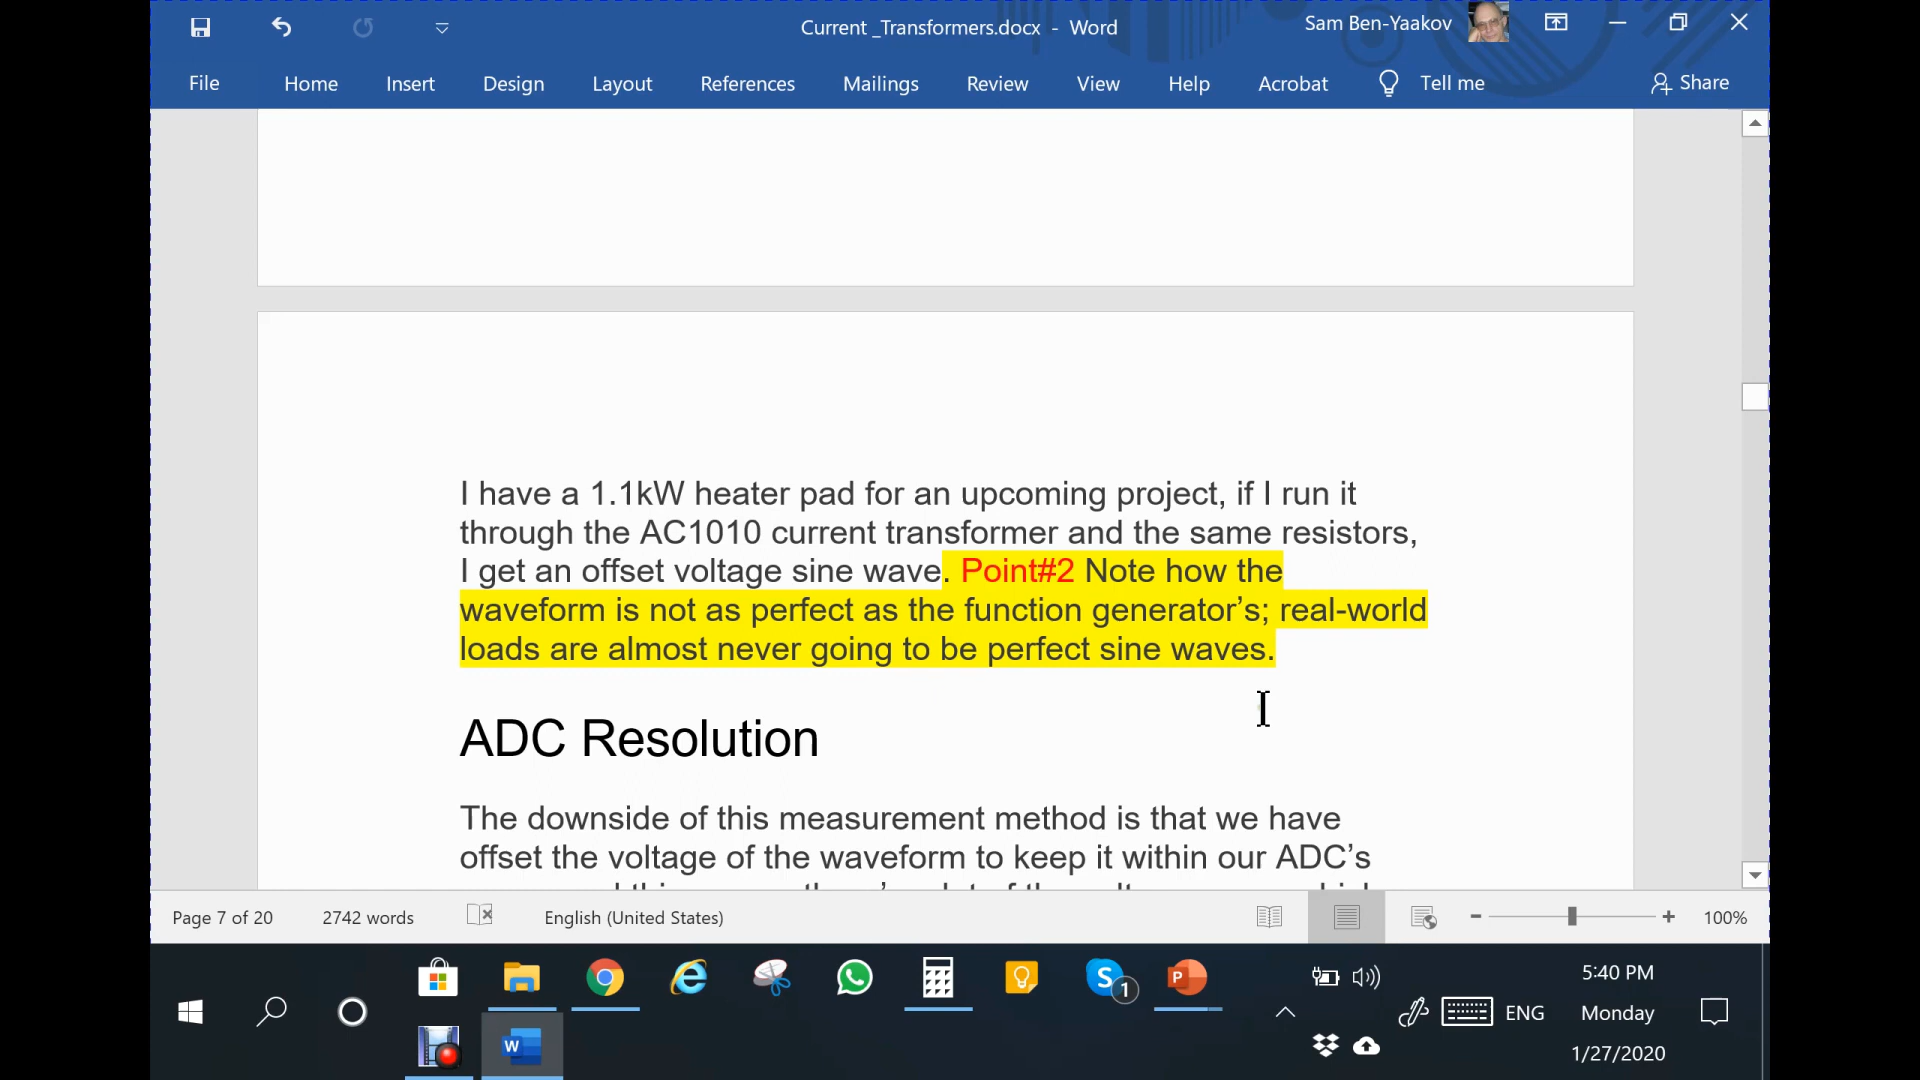 Current _Transformers.docx - Word
Sam Ben-Yaakov
File Home Insert Design Layout References Mailings Review View Help Acrobat Tell me Share
I have a 1.1kW heater pad for an upcoming project, if I run it
through the AC1010 current transformer and the same resistors,
I get an offset voltage sine wave. Point#2 Note how the
waveform is not as perfect as the function generator’s; real-world
loads are almost never going to be perfect sine waves.
ADC Resolution
The downside of this measurement method is that we have
offset the voltage of the waveform to keep it within our ADC’s
Page 7 of 20 2742 words English (United States) 100%
1
5:40 PM
ENG Monday
1/27/2020